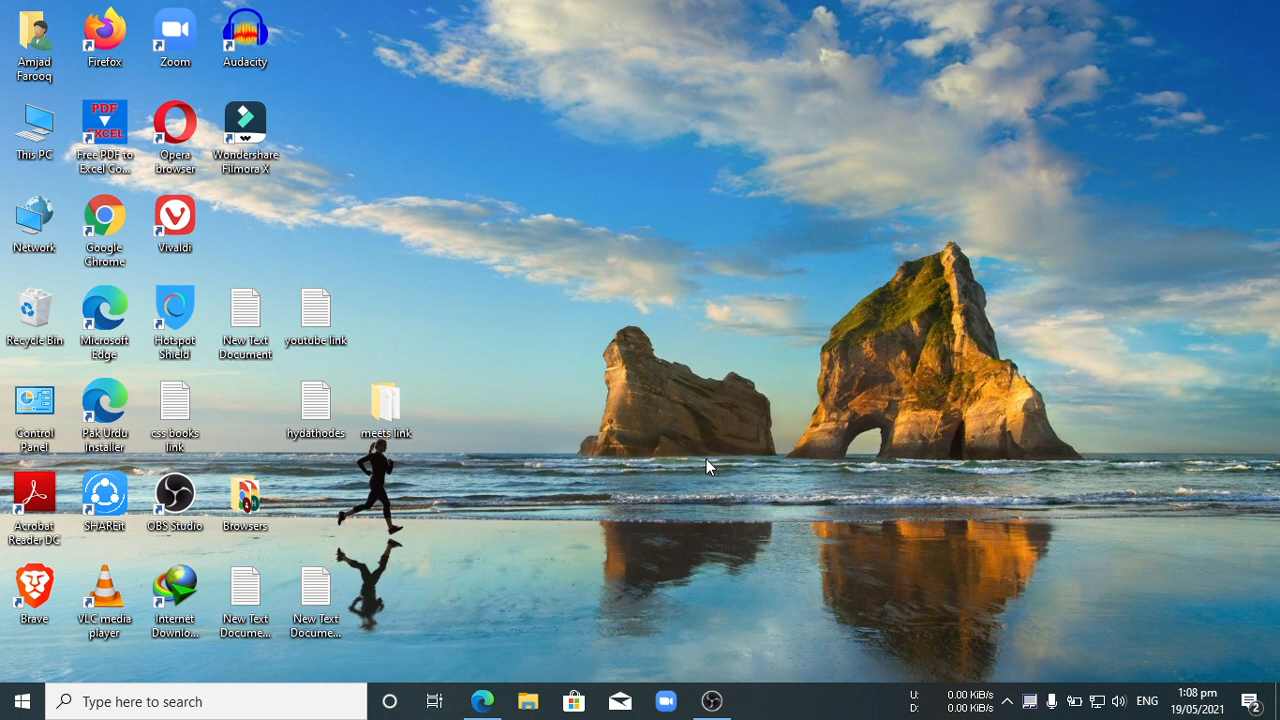 Amjad
Farooq
Firefox
Zoom
Audacity
This PC
PDF
EXCEL
Free PDF to
Excel Co...
Opera
browser
Wondershare
Filmora X
Network
Google
Chrome
Vivaldi
Recycle Bin
Microsoft
Edge
Hotspot
Shield
New Text
Document
youtube link
Control
Panel
Pak Urdu
Installer
css books
link
hydathodes
meets link
Acrobat
Reader DC
SHAREit
OBS Studio
Browsers
Brave
VLC media
player
Internet
Downlo...
New Text
Docume...
New Text
Docume...
Type here to search
U: 0.00 KiB/s
D: 0.00 KiB/s
ENG
1:08 pm
19/05/2021
2